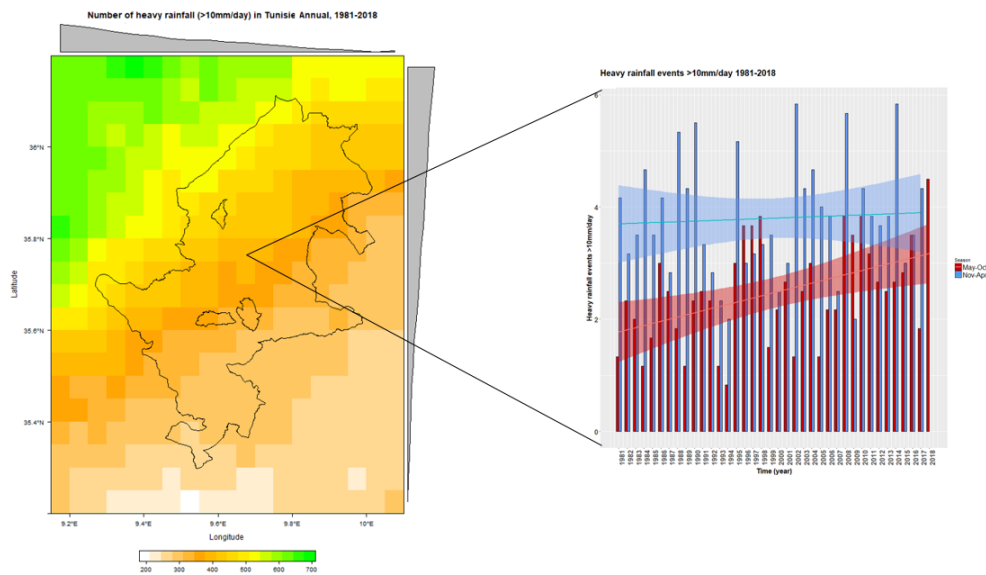 Number of heavy rainfall (>10mm/day) in Tunisie Annual, 1981-2018
36°N
35.8°N
35.6°N
35.4°N
Latitude
9.2°E 9.4°E 9.6°E 9.8°E 10°E
Longitude
200 300 400 500 600 700
Heavy rainfall events >10mm/day 1981-2018
6
4
2
0
Heavy rainfall events >10mm/day
1981 1982 1983 1984 1985 1986 1987 1988 1989 1990 1991 1992 1993 1994 1995 1996 1997 1998 1999 2000 2001 2002 2003 2004 2005 2006 2007 2008 2009 2010 2011 2012 2013 2014 2015 2016 2017 2018
Time (year)
Season
May-Oct
Nov-Apr